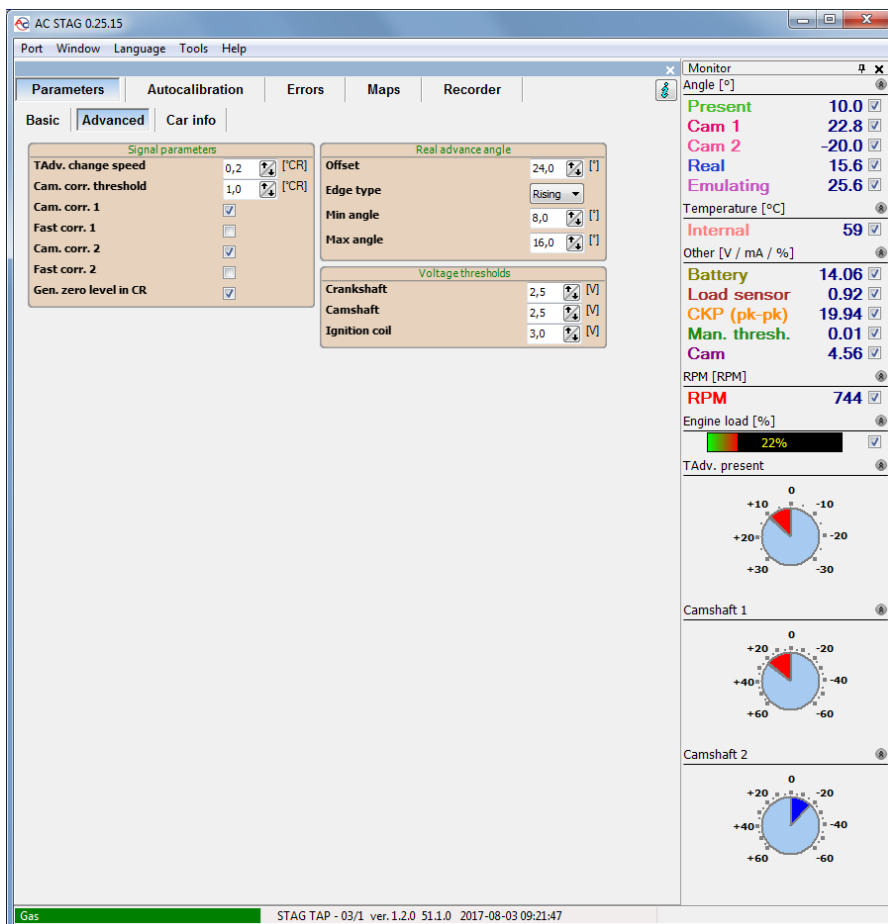 AC STAG 0.25.15
Port Window Language Tools Help
Parameters Autocalibration Errors Maps Recorder
Basic Advanced Car info
Signal parameters
TAdv. change speed 0,2 [°CR]
Cam. corr. threshold 1,0 [°CR]
Cam. corr. 1
Fast corr. 1
Cam. corr. 2
Fast corr. 2
Gen. zero level in CR
Real advance angle
Offset 24,0 [°]
Edge type Rising
Min angle 8,0 [°]
Max angle 16,0 [°]
Voltage thresholds
Crankshaft 2,5 [V]
Camshaft 2,5 [V]
Ignition coil 3,0 [V]
Monitor
Angle [°]
Present 10.0
Cam 1 22.8
Cam 2 -20.0
Real 15.6
Emulating 25.6
Temperature [°C]
Internal 59
Other [V / mA / %]
Battery 14.06
Load sensor 0.92
CKP (pk-pk) 19.94
Man. thresh. 0.01
Cam 4.56
RPM [RPM]
RPM 744
Engine load [%]
22%
TAdv. present
0
+10 -10
+20 -20
+30 -30
Camshaft 1
0
+20 -20
+40 -40
+60 -60
Camshaft 2
0
+20 -20
+40 -40
+60 -60
Gas
STAG TAP - 03/1 ver. 1.2.0 51.1.0 2017-08-03 09:21:47